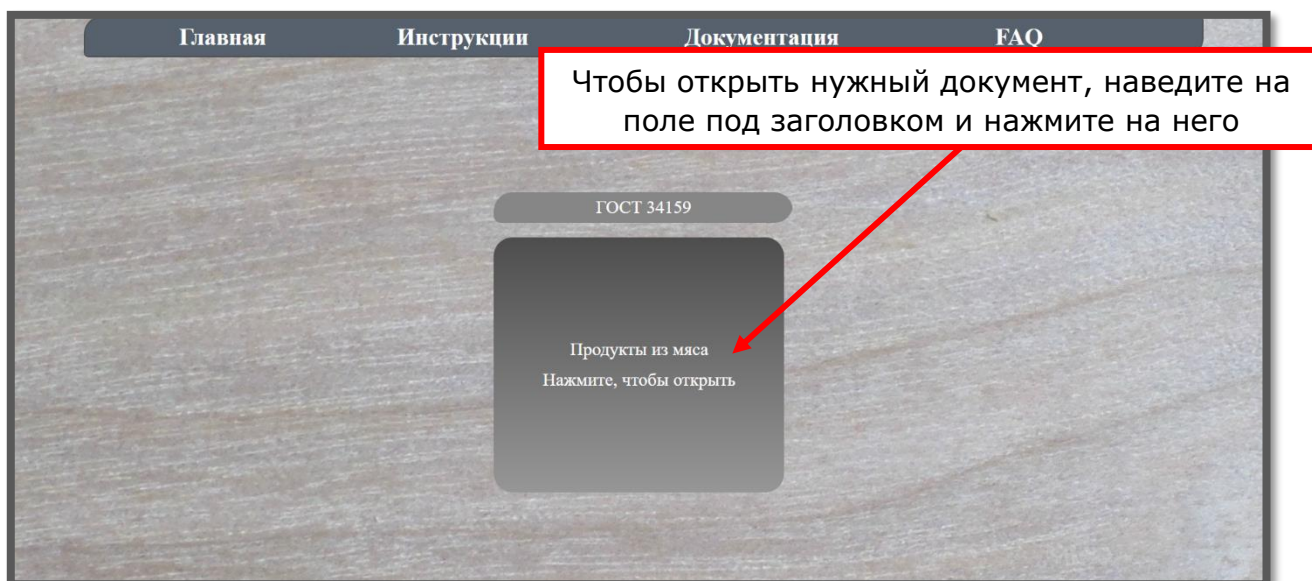 Главная Инструкции Документация FAQ
Чтобы открыть нужный документ, наведите на
поле под заголовком и нажмите на него
ГОСТ 34159
Продукты из мяса
Нажмите, чтобы открыть